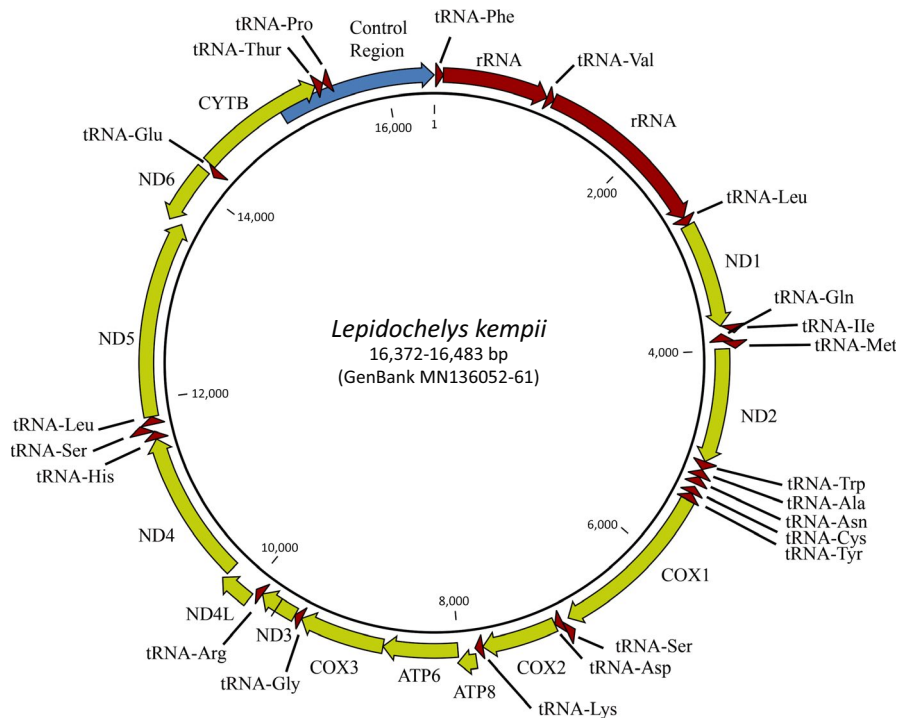 tRNA-Phe
rRNA
tRNA-Val
rRNA
2,000
tRNA-Leu
ND1
tRNA-Gln
tRNA-IIe
tRNA-Met
4,000
ND2
tRNA-Trp
tRNA-Ala
tRNA-Asn
tRNA-Cys
tRNA-Tyr
6,000
COX1
tRNA-Ser
tRNA-Asp
COX2
tRNA-Lys
8,000
ATP8
ATP6
COX3
tRNA-Gly
ND3
tRNA-Arg
ND4L
10,000
ND4
tRNA-His
tRNA-Ser
tRNA-Leu
12,000
ND5
14,000
ND6
tRNA-Glu
CYTB
tRNA-Thur
tRNA-Pro
Control
Region
16,000
1
Lepidochelys kempii
16,372-16,483 bp
(GenBank MN136052-61)